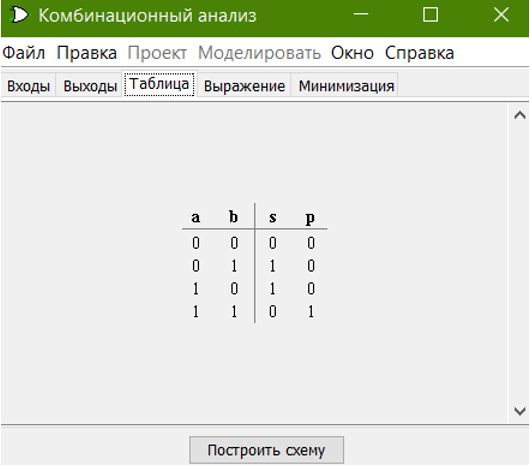 Комбинационный анализ
Файл Правка Проект Моделировать Окно Справка
Входы Выходы Таблица Выражение Минимизация
a b s p
0 0 0 0
0 1 1 0
1 0 1 0
1 1 0 1
Построить схему